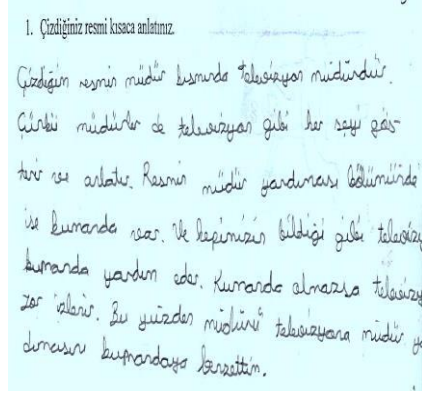 1. Çizdiğiniz resmi kısaca anlatınız.
Çizdiğim resmin müdür kısmında televizyon müdürdür.
Çünkü müdürler de televizyon gibi her şeyi gös-
terir ve anlatır. Resmin müdür yardımcısı bölümünde
ise kumanda var. Ve hepimizin bildiği gibi televizy
kumanda yardım eder. Kumanda olmazsa televizy
zor izlenir. Bu yüzden müdürü televizyona müdür ya
dımcısını kumandaya benzettim.